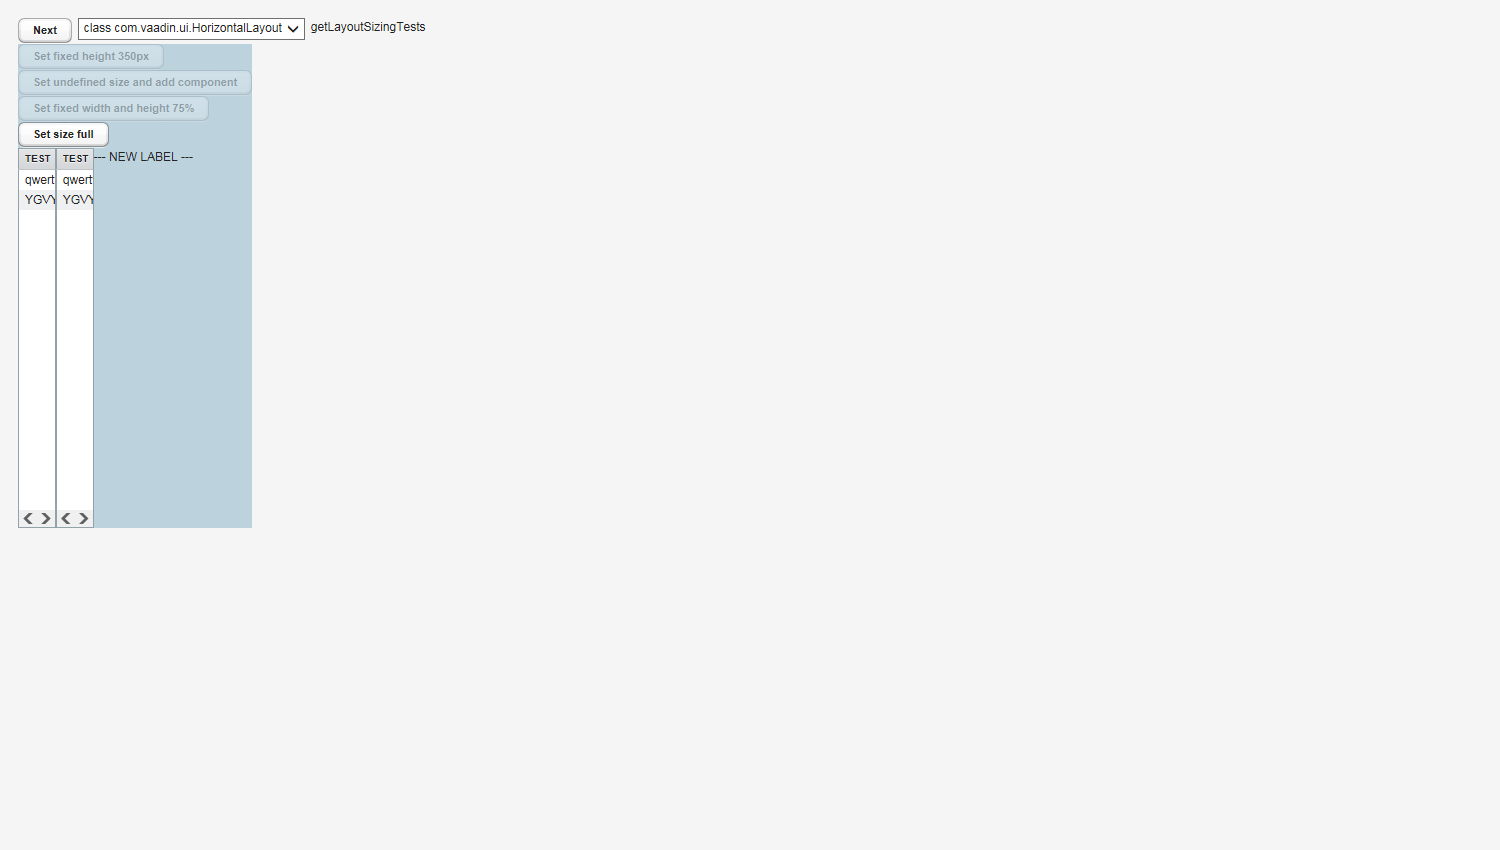 Next class com.vaadin.ui.HorizontalLayout getLayoutSizingTests
Set fixed height 350px
Set undefined size and add component
Set fixed width and height 75%
Set size full
TEST TEST --- NEW LABEL ---
qwert qwert
YGVY YGVY